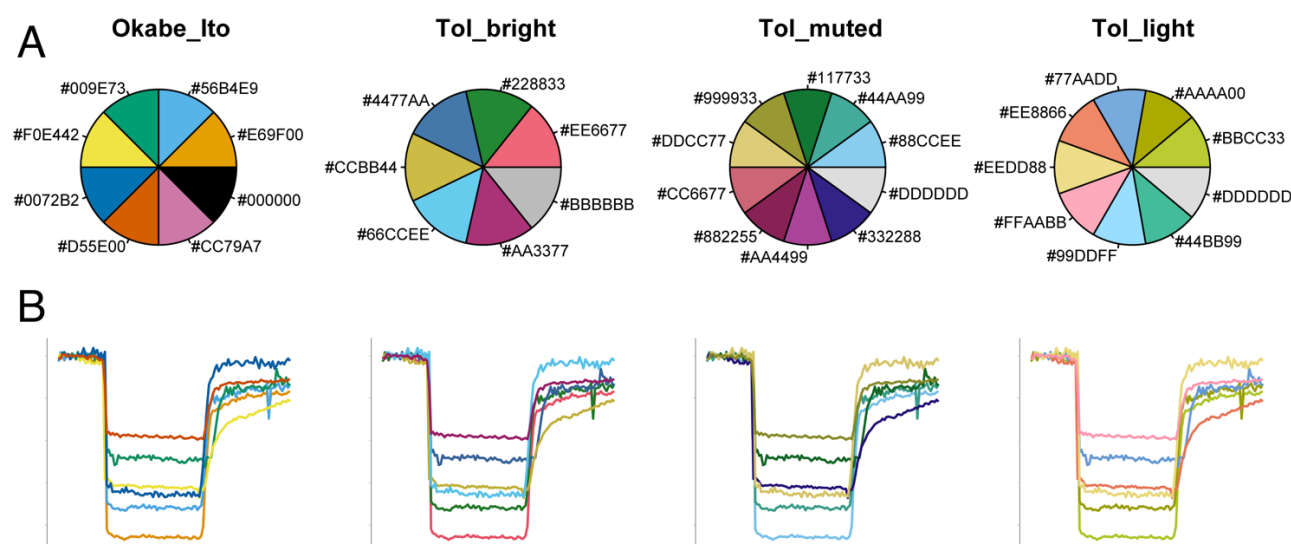 A
Okabe_Ito
#009E73
#56B4E9
#F0E442
#E69F00
#0072B2
#000000
#D55E00
#CC79A7
Tol_bright
#228833
#4477AA
#EE6677
#CCBB44
#BBBBBB
#66CCEE
#AA3377
Tol_muted
#117733
#999933
#44AA99
#DDCC77
#88CCEE
#CC6677
#DDDDDD
#882255
#332288
#AA4499
Tol_light
#77AADD
#AAAA00
#EE8866
#BBCC33
#EEDD88
#DDDDDD
#FFAABB
#44BB99
#99DDFF
B